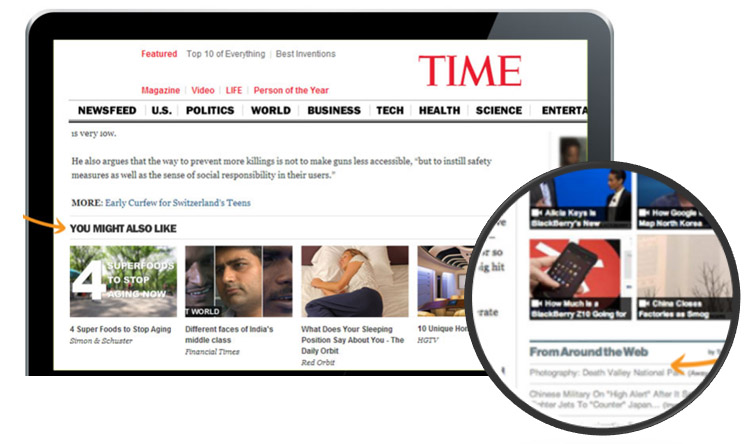 Featured Top 10 of Everything Best Inventions
TIME
Magazine Video LIFE Person of the Year
NEWSFEED U.S. POLITICS WORLD BUSINESS TECH HEALTH SCIENCE ENTERTA
is very low.
He also argues that the way to prevent more killings is not to make guns less accessible, "but to instill safety
measures as well as the sense of social responsibility in their users."
MORE: Early Curfew for Switzerland's Teens
YOU MIGHT ALSO LIKE
4 SUPERFOODS
TO STOP
AGING NOW
T WORLD
4 Super Foods to Stop Aging
Simon & Schuster
Different faces of India's
middle class
Financial Times
What Does Your Sleeping
Position Say About You - The
Daily Orbit
Red Orbit
10 Unique Ho
HGTV
or so
big hit
Alicia Keys Is
BlackBerry's New
How Google
Map North Korea
How Much Is a
BlackBerry Z10 Going for
China Closes
Factories as Smog
From Around the Web
by
Photography: Death Valley National
Chinese Military On "High Alert" After It
Fighter Jets To "Counter" Japan...